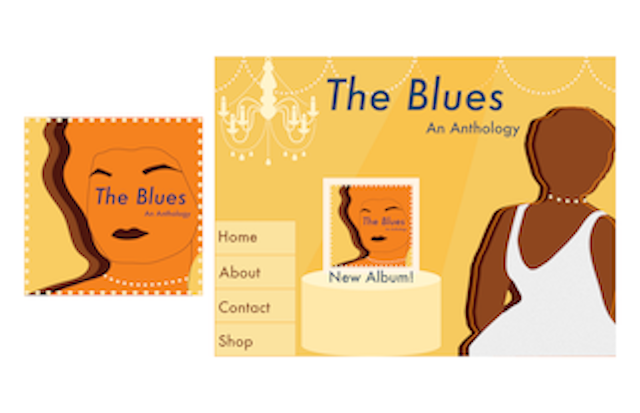 The Blues
An Anthology
The Blues
An Anthology
Home
About
Contact
Shop
The Blues
An Anthology
New Album!